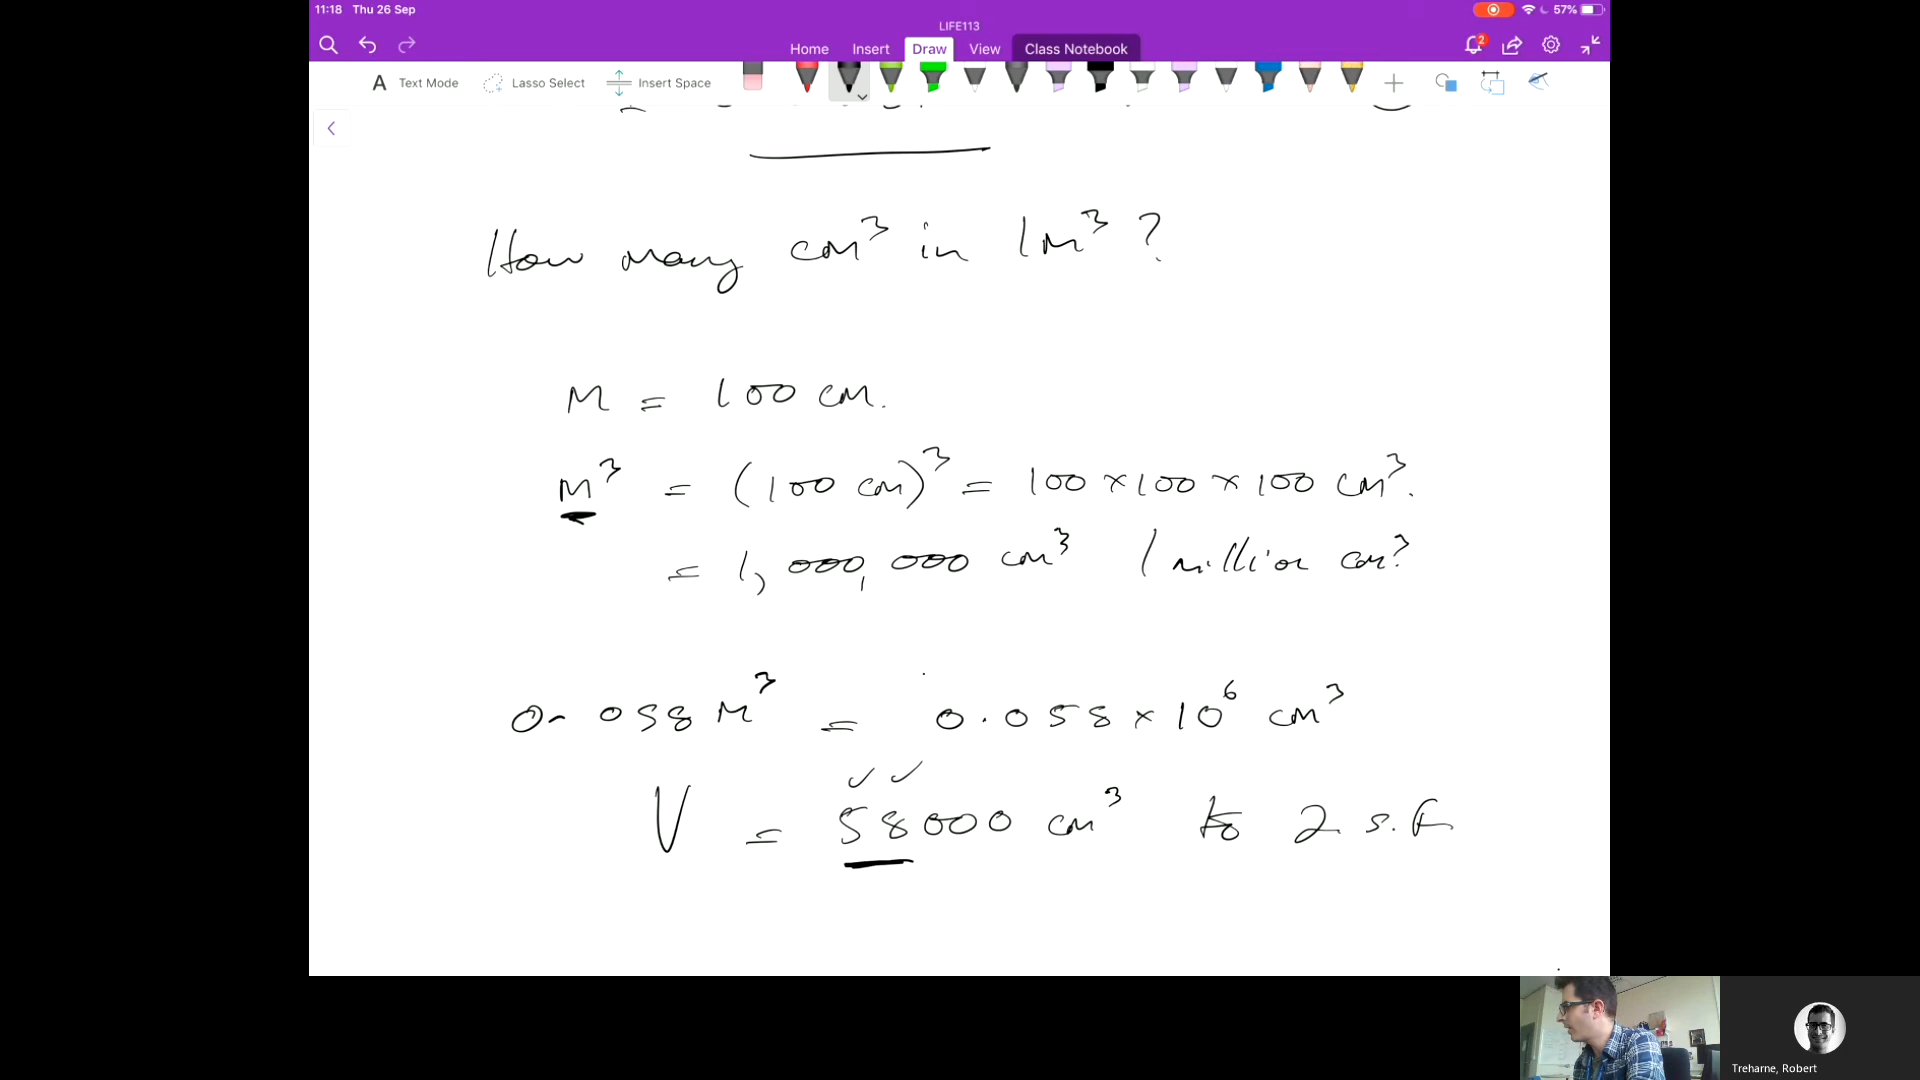 11:18 Thu 26 Sep
57%
LIFE113
Home Insert Draw View Class Notebook
2
A Text Mode Lasso Select Insert Space
How many cm³ in 1m³ ?
M = 100 cm.
M³ = (100 cm)³ = 100 × 100 × 100 cm³.
= 1,000,000 cm³ 1 million cm³
0.058 M³ = 0.058 × 10⁶ cm³
V = 58000 cm³ to 2 s.f.
Treharne, Robert